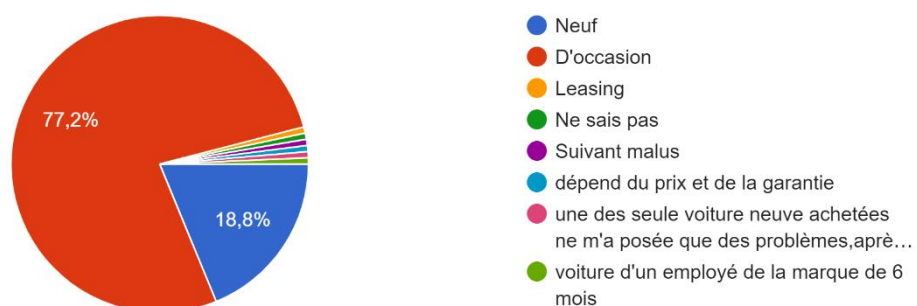 77,2%
18,8%
Neuf
D'occasion
Leasing
Ne sais pas
Suivant malus
dépend du prix et de la garantie
une des seule voiture neuve achetées
ne m'a posée que des problèmes,aprè…
voiture d'un employé de la marque de 6
mois